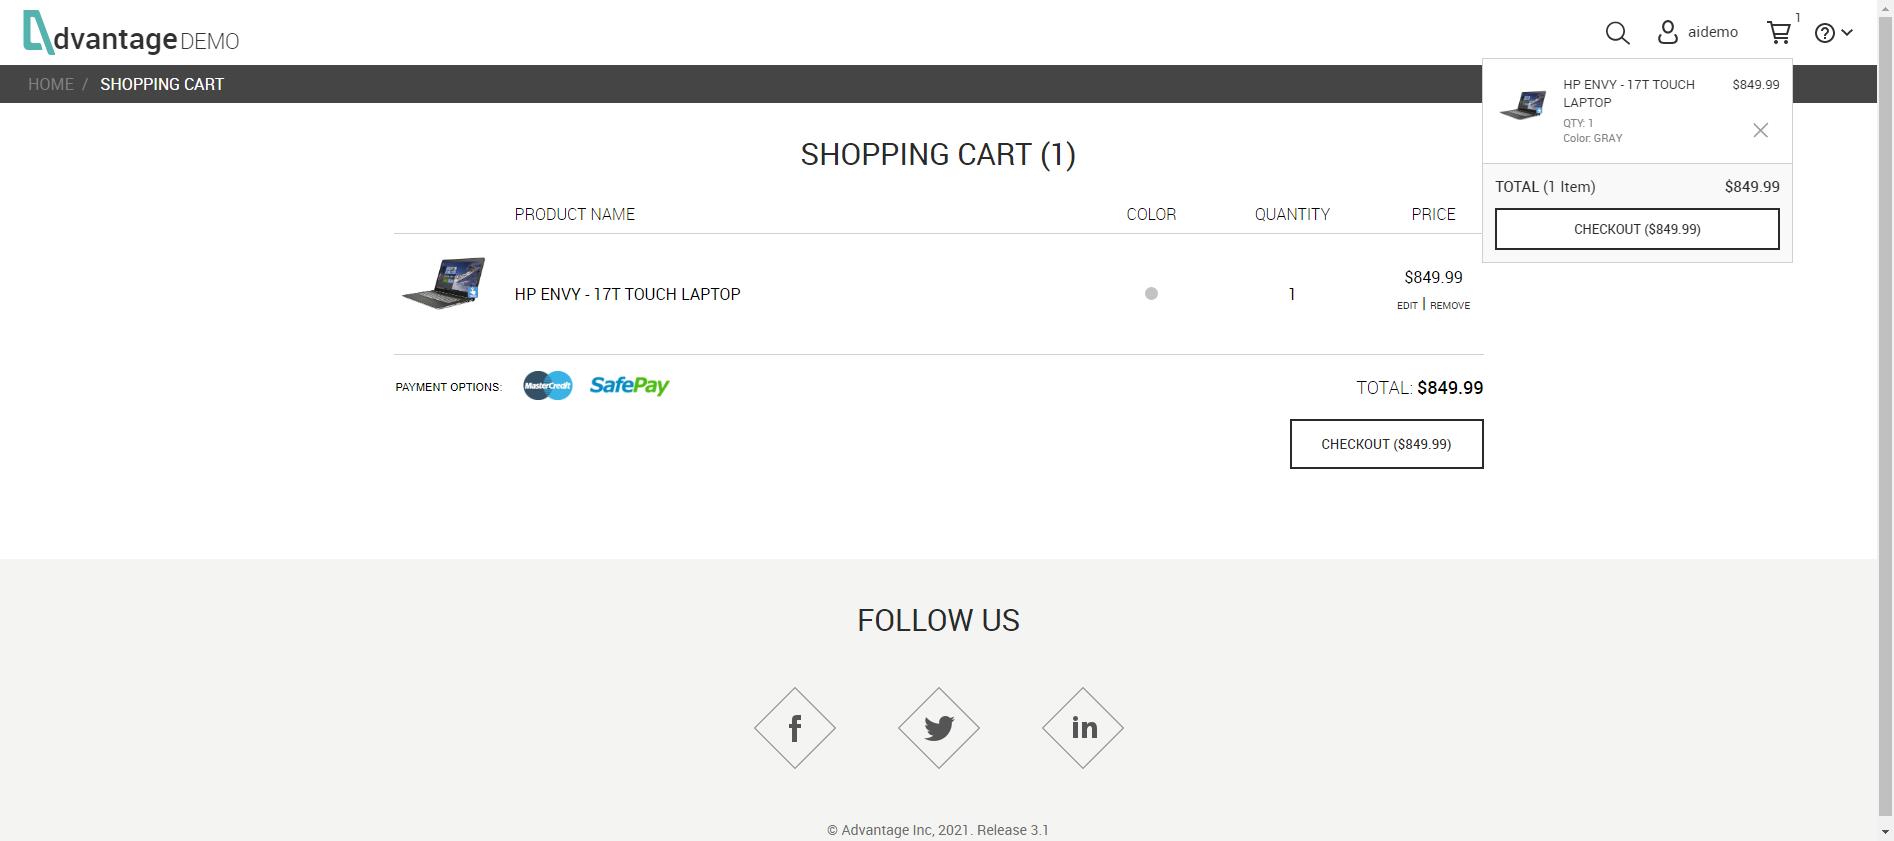 dvantage DEMO
aidemo
1
HOME / SHOPPING CART
HP ENVY - 17T TOUCH LAPTOP
$849.99
QTY: 1
Color: GRAY
TOTAL (1 Item) $849.99
CHECKOUT ($849.99)
SHOPPING CART (1)
PRODUCT NAME COLOR QUANTITY PRICE
HP ENVY - 17T TOUCH LAPTOP 1 $849.99
EDIT | REMOVE
PAYMENT OPTIONS: MasterCredit SafePay TOTAL: $849.99
CHECKOUT ($849.99)
FOLLOW US
f in
© Advantage Inc, 2021. Release 3.1